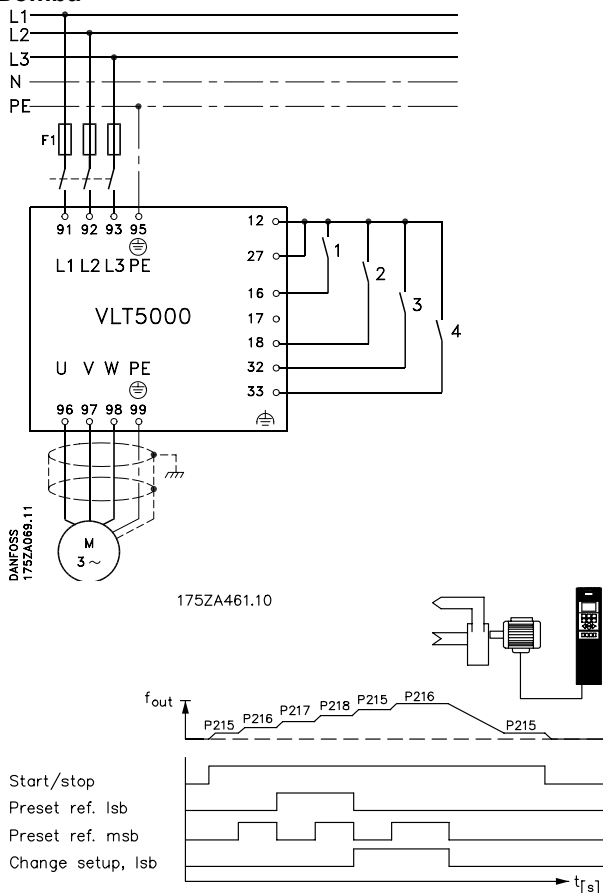 Bomba
L1
L2
L3
N
PE
F1
91 92 93 95
12
27
16
17
18
32
33
1
2
3
4
L1 L2 L3 PE
VLT5000
U V W PE
96 97 98 99
M
3 ~
DANFOSS
175ZA069.11
175ZA461.10
fout
P215 P216 P217 P218 P215 P216 P215
Start/stop
Preset ref. lsb
Preset ref. msb
Change setup, lsb
t[s]